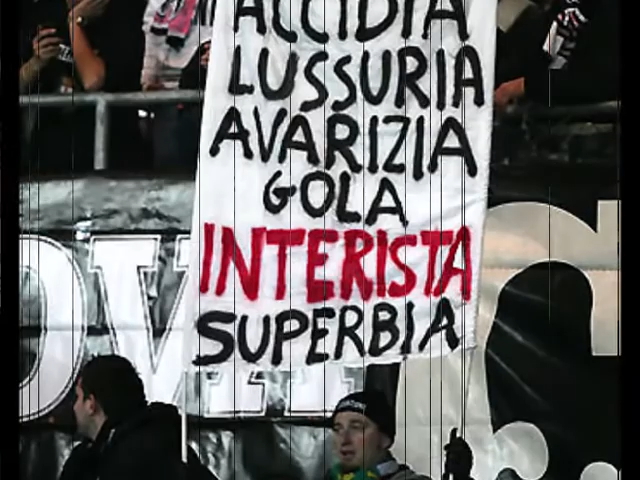 ACCIDIA
LUSSURIA
AVARIZIA
GOLA
INTERISTA
SUPERBIA